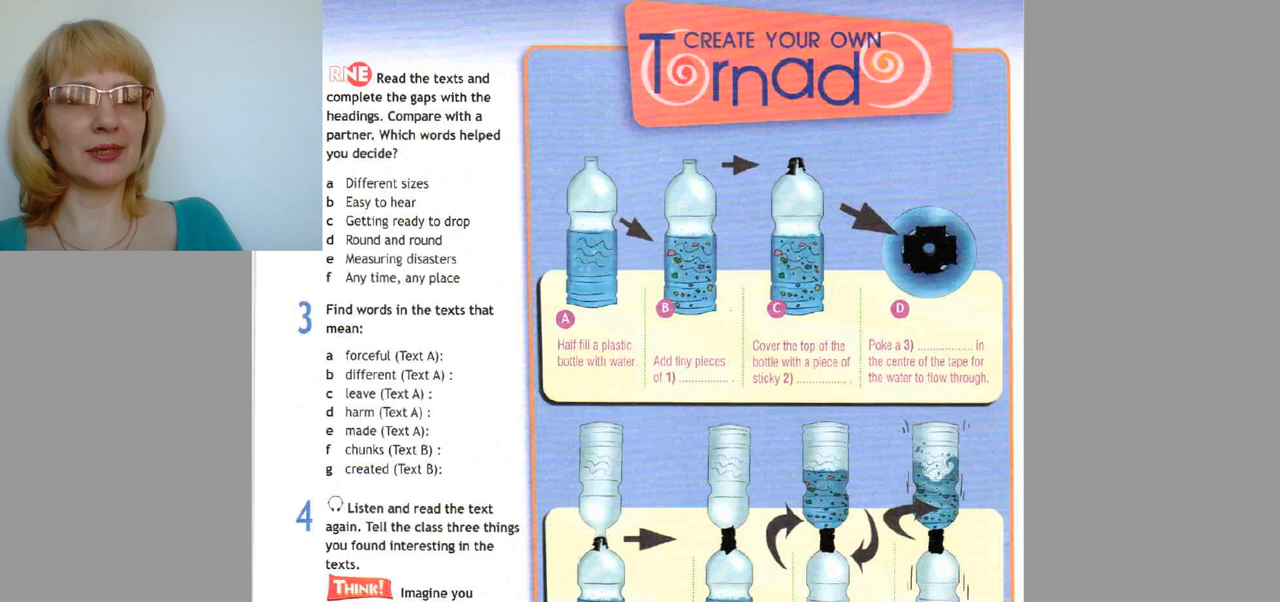 RNE Read the texts and
complete the gaps with the
headings. Compare with a
partner. Which words helped
you decide?
a Different sizes
b Easy to hear
c Getting ready to drop
d Round and round
e Measuring disasters
f Any time, any place
3 Find words in the texts that
mean:
a forceful (Text A):
b different (Text A) :
c leave (Text A) :
d harm (Text A) :
e made (Text A):
f chunks (Text B) :
g created (Text B):
4 Listen and read the text
again. Tell the class three things
you found interesting in the
texts.
THINK! Imagine you
CREATE YOUR OWN
Tornado
A
Half fill a plastic
bottle with water.
B
Add tiny pieces
of 1) ................ .
C
Cover the top of the
bottle with a piece of
sticky 2) ............... .
D
Poke a 3) ................. in
the centre of the tape for
the water to flow through.